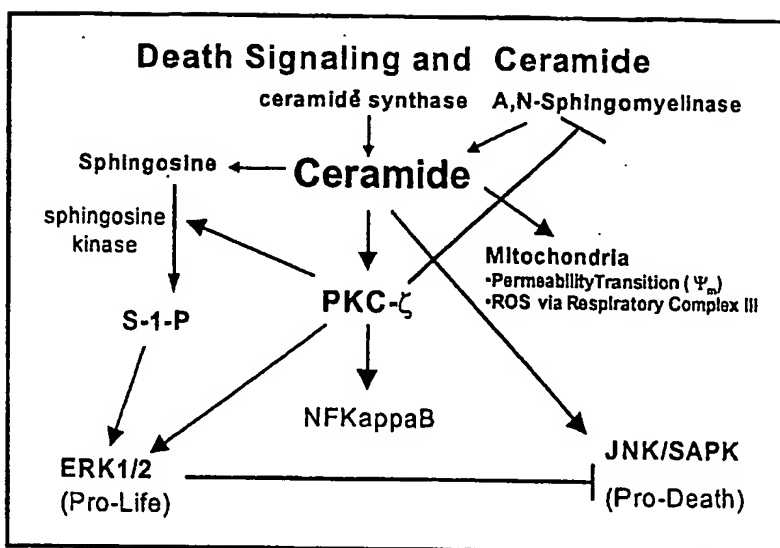 Death Signaling and Ceramide
ceramide synthase A,N-Sphingomyelinase
Sphingosine
Ceramide
sphingosine
kinase
Mitochondria
•PermeabilityTransition (Ψm)
•ROS via Respiratory Complex III
PKC-ζ
S-1-P
NFKappaB
ERK1/2
(Pro-Life)
JNK/SAPK
(Pro-Death)